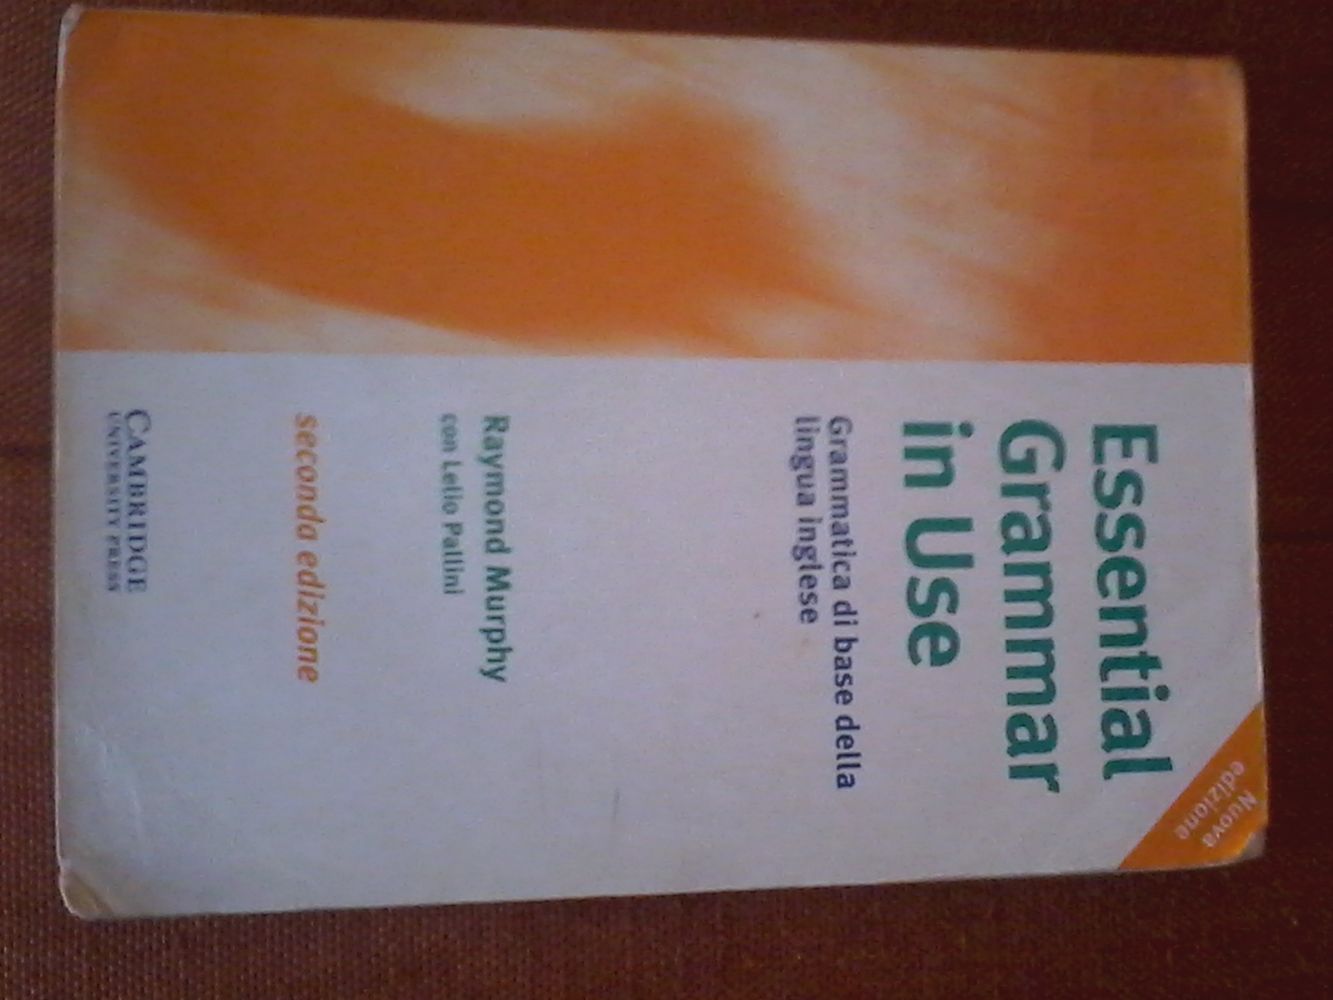 Nuova
edizione
Essential
Grammar
in Use
Grammatica di base della
lingua inglese
Raymond Murphy
con Lelio Pallini
seconda edizione
CAMBRIDGE
UNIVERSITY PRESS